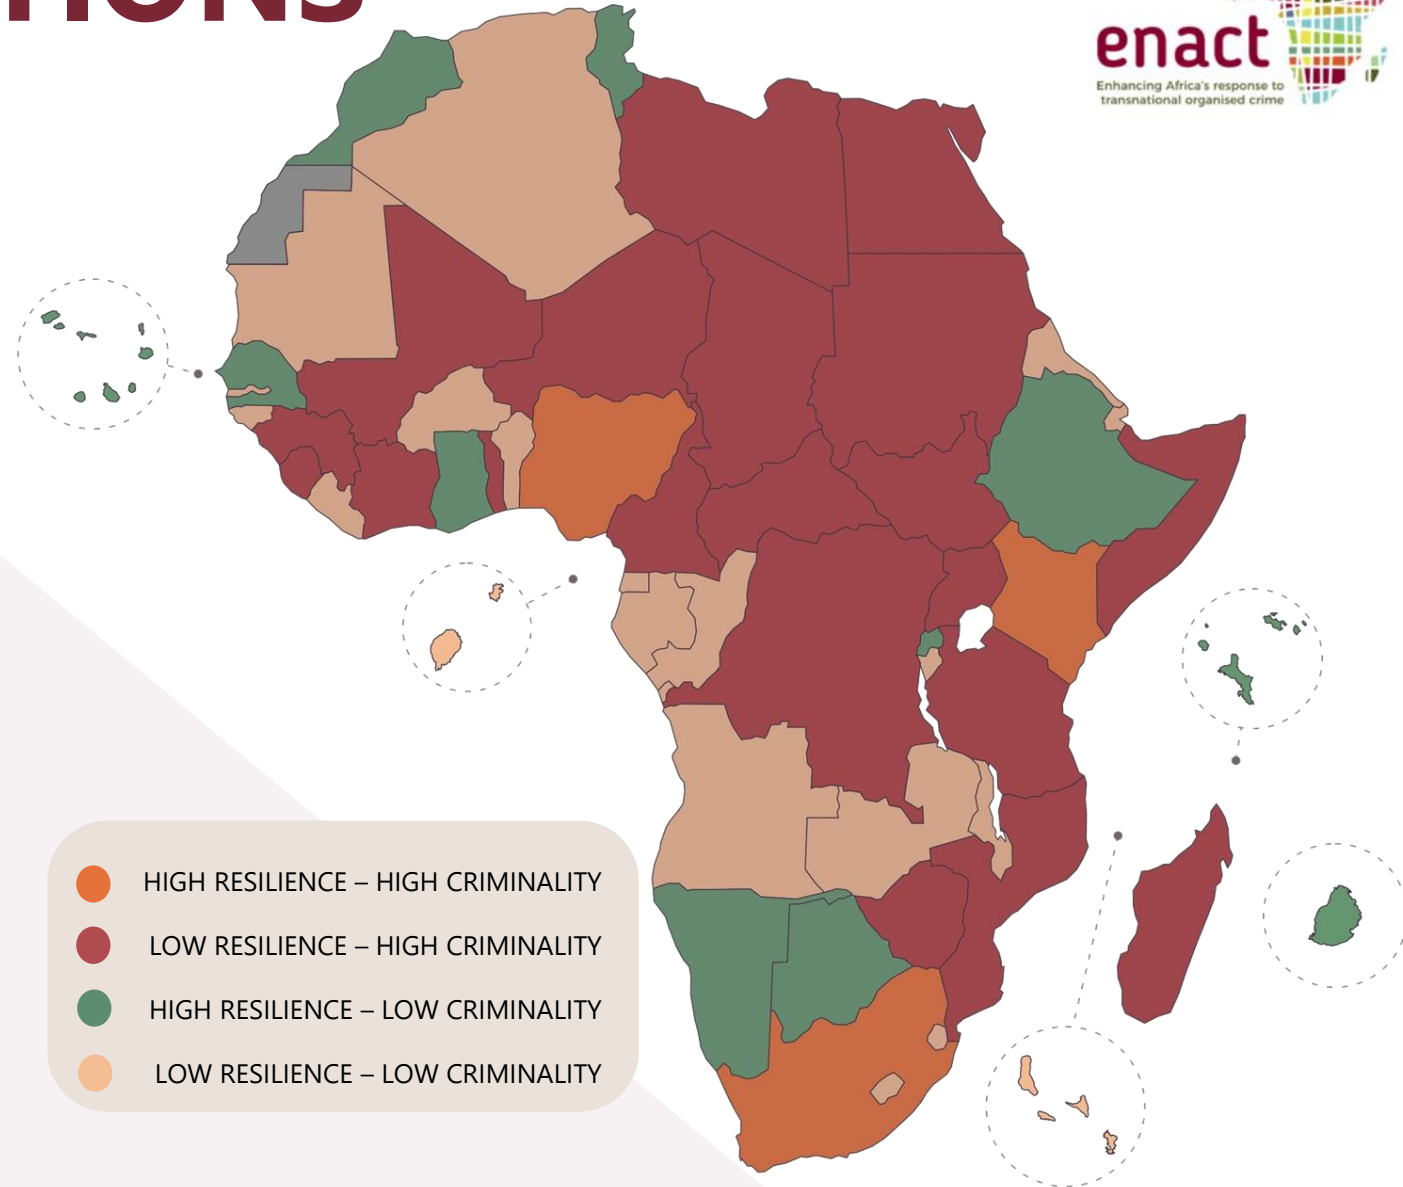 enact
Enhancing Africa's response to
transnational organised crime
HIGH RESILIENCE – HIGH CRIMINALITY
LOW RESILIENCE – HIGH CRIMINALITY
HIGH RESILIENCE – LOW CRIMINALITY
LOW RESILIENCE – LOW CRIMINALITY